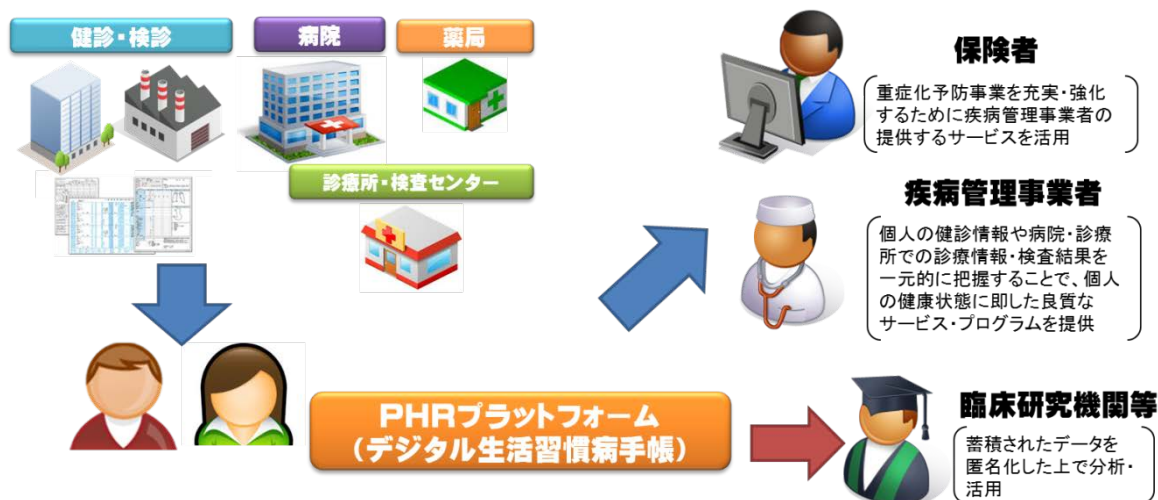 健診・検診
病院
薬局
診療所・検査センター
PHRプラットフォーム
(デジタル生活習慣病手帳)
保険者
重症化予防事業を充実・強化
するために疾病管理事業者の
提供するサービスを活用
疾病管理事業者
個人の健診情報や病院・診療
所での診療情報・検査結果を
一元的に把握することで、個人
の健康状態に即した良質な
サービス・プログラムを提供
臨床研究機関等
蓄積されたデータを
匿名化した上で分析・
活用